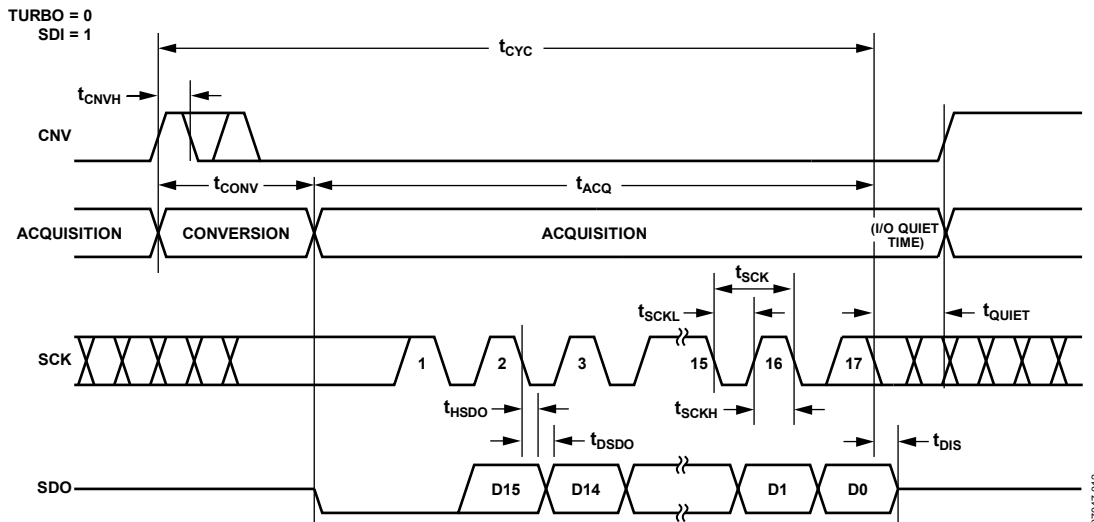 TURBO = 0
SDI = 1
tCYC
tCNVH
CNV
tCONV
tACQ
ACQUISITION
CONVERSION
ACQUISITION
(I/O QUIET
TIME)
tSCK
tSCKL
tQUIET
SCK
1
2
3
15
16
17
tHSDO
tDSDO
tSCKH
tDIS
SDO
D15
D14
D1
D0